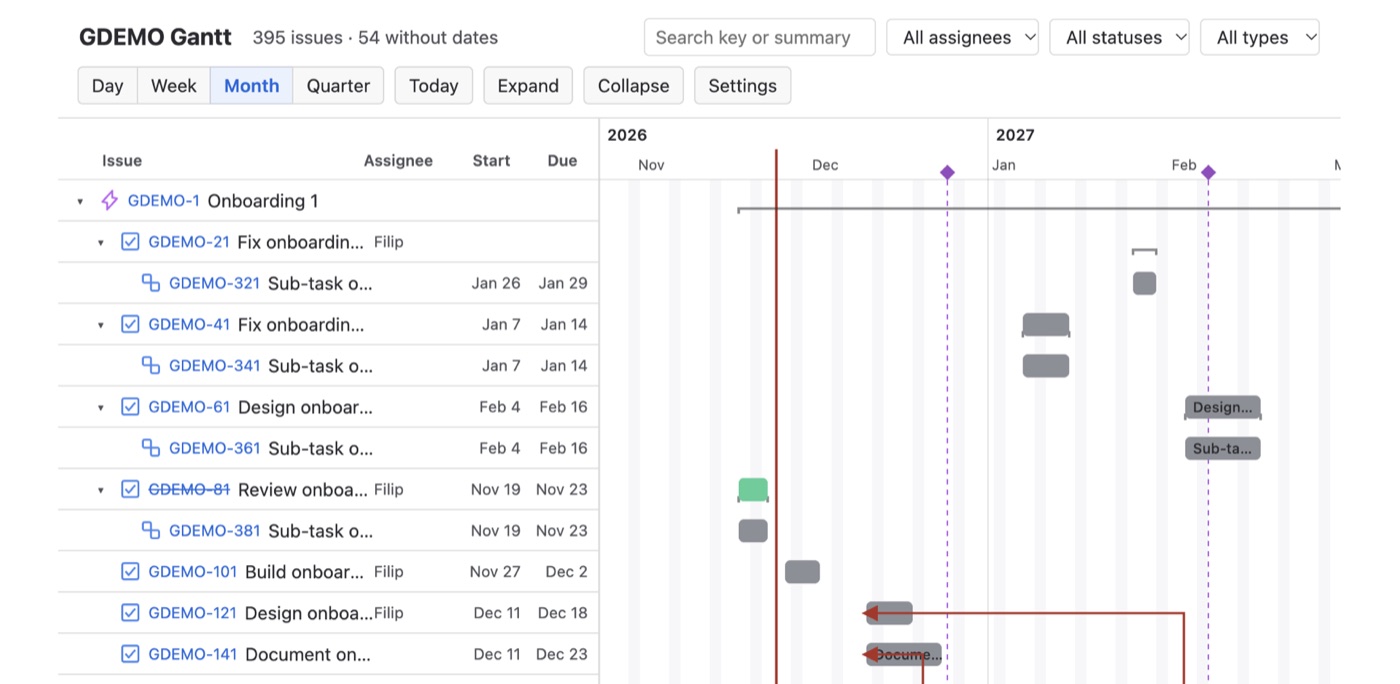 GDEMO Gantt 395 issues · 54 without dates Search key or summary All assignees All statuses All types
Day Week Month Quarter Today Expand Collapse Settings
2026 2027
Issue Assignee Start Due Nov Dec Jan Feb
GDEMO-1 Onboarding 1
GDEMO-21 Fix onboardin... Filip
GDEMO-321 Sub-task o... Jan 26 Jan 29
GDEMO-41 Fix onboardin... Jan 7 Jan 14
GDEMO-341 Sub-task o... Jan 7 Jan 14
GDEMO-61 Design onboar... Feb 4 Feb 16 Design...
GDEMO-361 Sub-task o... Feb 4 Feb 16 Sub-ta...
GDEMO-81 Review onboa... Filip Nov 19 Nov 23
GDEMO-381 Sub-task o... Nov 19 Nov 23
GDEMO-101 Build onboar... Filip Nov 27 Dec 2
GDEMO-121 Design onboa... Filip Dec 11 Dec 18
GDEMO-141 Document on... Dec 11 Dec 23 Docume...